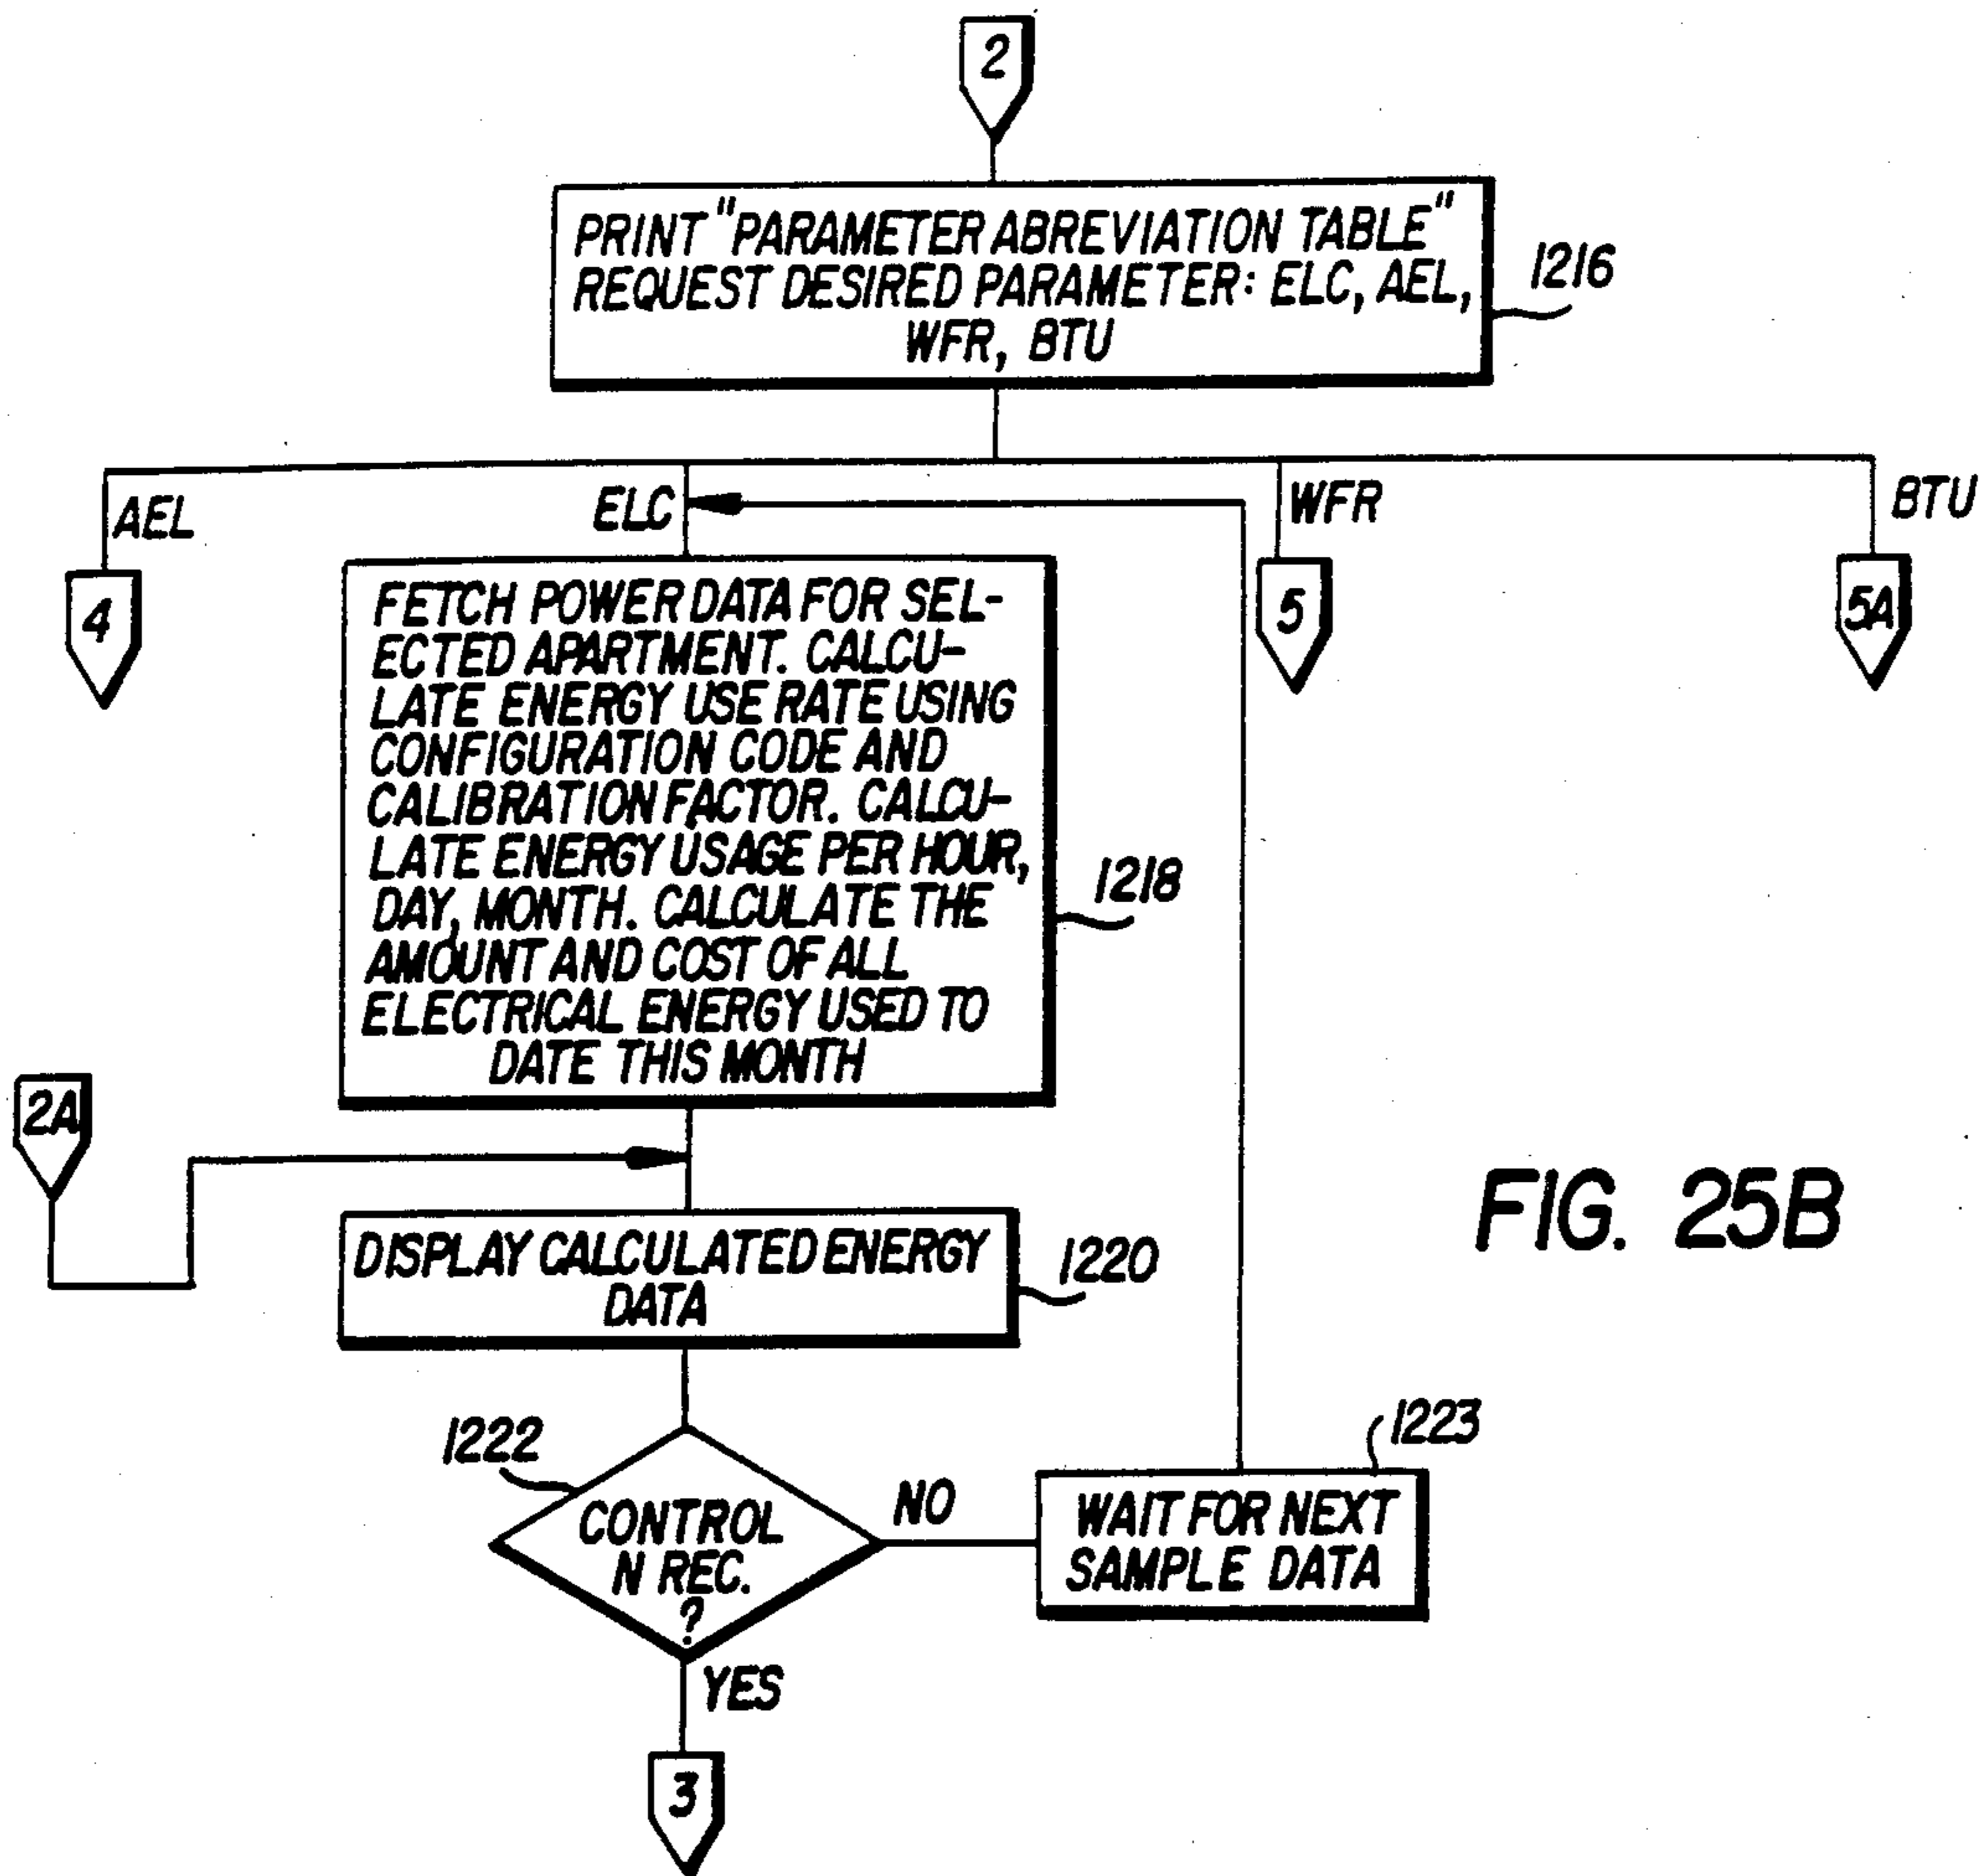 2
PRINT "PARAMETER ABREVIATION TABLE"
REQUEST DESIRED PARAMETER: ELC, AEL,
WFR, BTU
1216
AEL
ELC
WFR
BTU
4
5
5A
FETCH POWER DATA FOR SEL-
ECTED APARTMENT. CALCU-
LATE ENERGY USE RATE USING
CONFIGURATION CODE AND
CALIBRATION FACTOR. CALCU-
LATE ENERGY USAGE PER HOUR,
DAY, MONTH. CALCULATE THE
AMOUNT AND COST OF ALL
ELECTRICAL ENERGY USED TO
DATE THIS MONTH
1218
2A
DISPLAY CALCULATED ENERGY
DATA
1220
FIG. 25B
1222
CONTROL
N REC.
?
NO
YES
1223
WAIT FOR NEXT
SAMPLE DATA
3